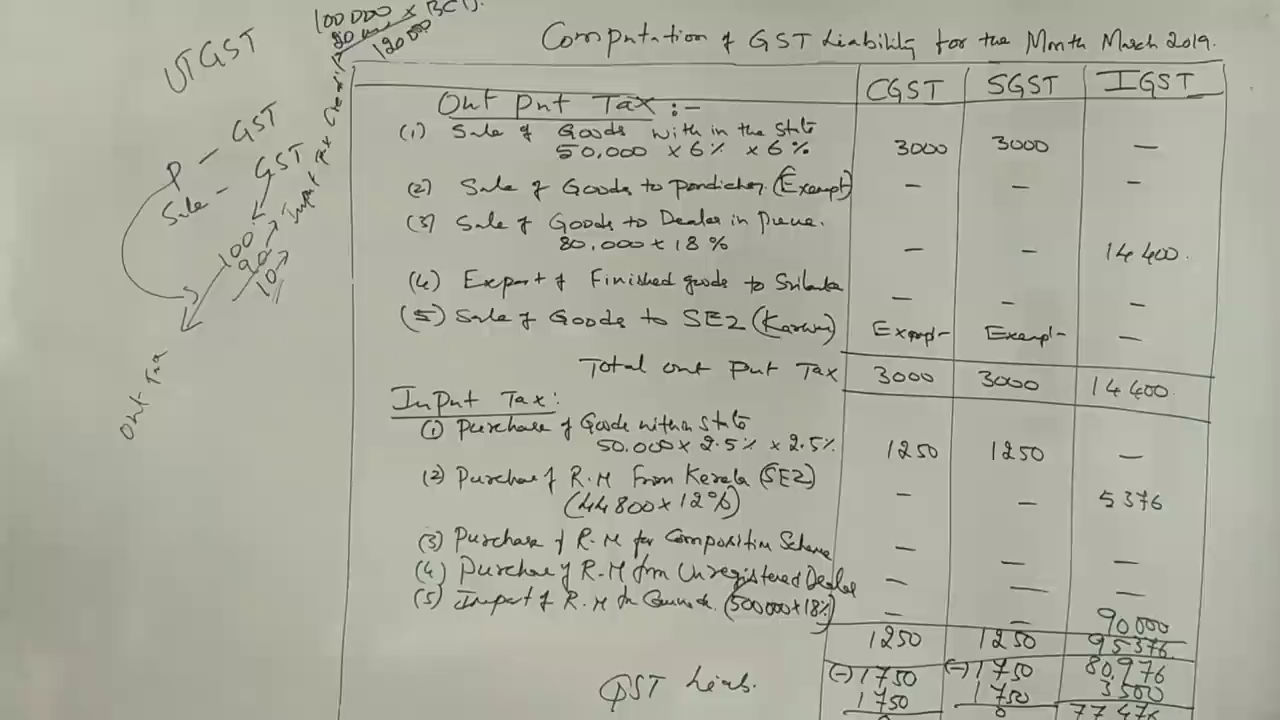 100000 x BCD.
20000
120000
UTGST
P - GST
Sale - GST
100
90
10
Input Tax
Out Tax
Computation of GST Liability for the Month March 2019.
CGST SGST IGST
Out Put Tax :-
(1) Sale of Goods with in the State
50,000 x 6% x 6% 3000 3000 -
(2) Sale of Goods to Pondichery (Exempt) - - -
(3) Sale of Goods to Dealer in
80,000 x 18% - - 14400.
(4) Export of Finished goods to Srilanka - - -
(5) Sale of Goods to SEZ (Karwar) Exempt- Exempt- -
Total out Put Tax 3000 3000 14400.
InPut Tax:
(1) Purchase of Goods within State
50.000 x 2.5% x 2.5% 1250 1250 -
(2) Purchase of R.M From Kerala (SEZ)
(44800 x 12%) - - 5376
(3) Purchase of R.M for Composition Scheme - - -
(4) Purchase of R.M from Unregistered Dealer - - -
(5) Import of R.M (500000 x 18%) - - 90000
1250 1250 95376
GST Liab. (-)1750 (-)1750 80,976
1750 1750 3500
0 0 77476